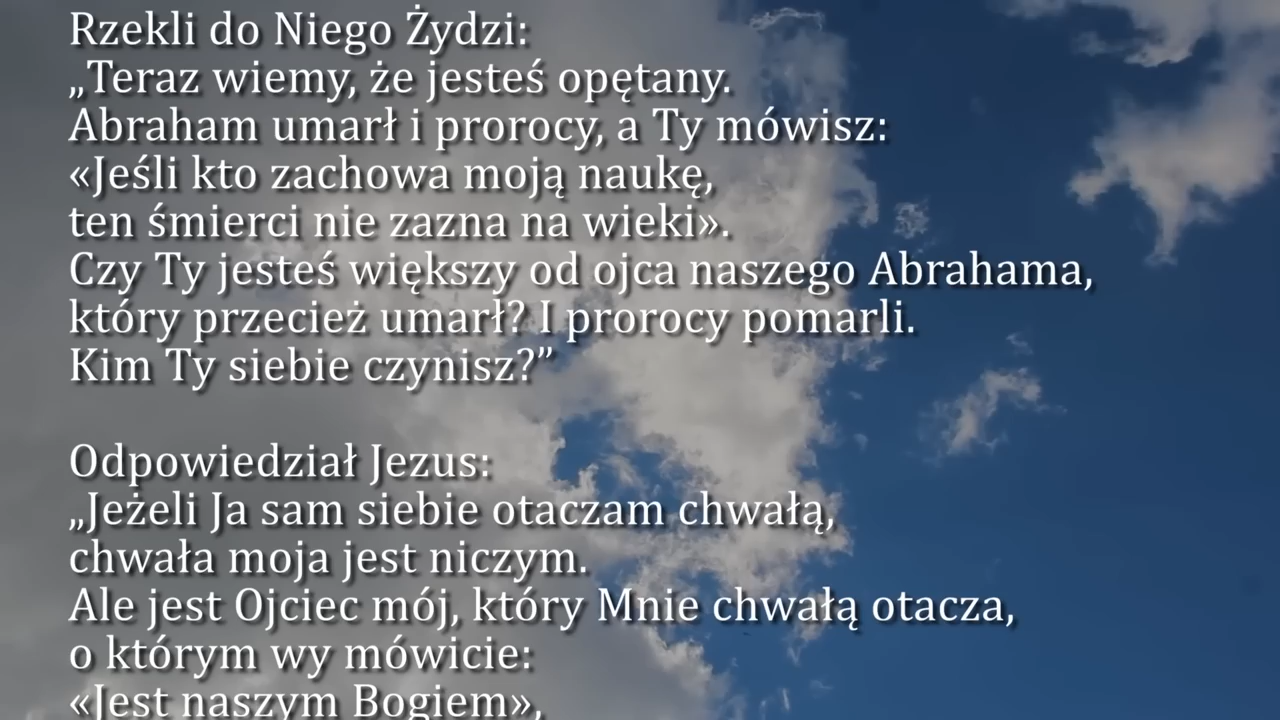 Rzekli do Niego Żydzi:
„Teraz wiemy, że jesteś opętany.
Abraham umarł i prorocy, a Ty mówisz:
«Jeśli kto zachowa moją naukę,
ten śmierci nie zazna na wieki».
Czy Ty jesteś większy od ojca naszego Abrahama,
który przecież umarł? I prorocy pomarli.
Kim Ty siebie czynisz?”
Odpowiedział Jezus:
„Jeżeli Ja sam siebie otaczam chwałą,
chwała moja jest niczym.
Ale jest Ojciec mój, który Mnie chwałą otacza,
o którym wy mówicie:
«Jest naszym Bogiem»,